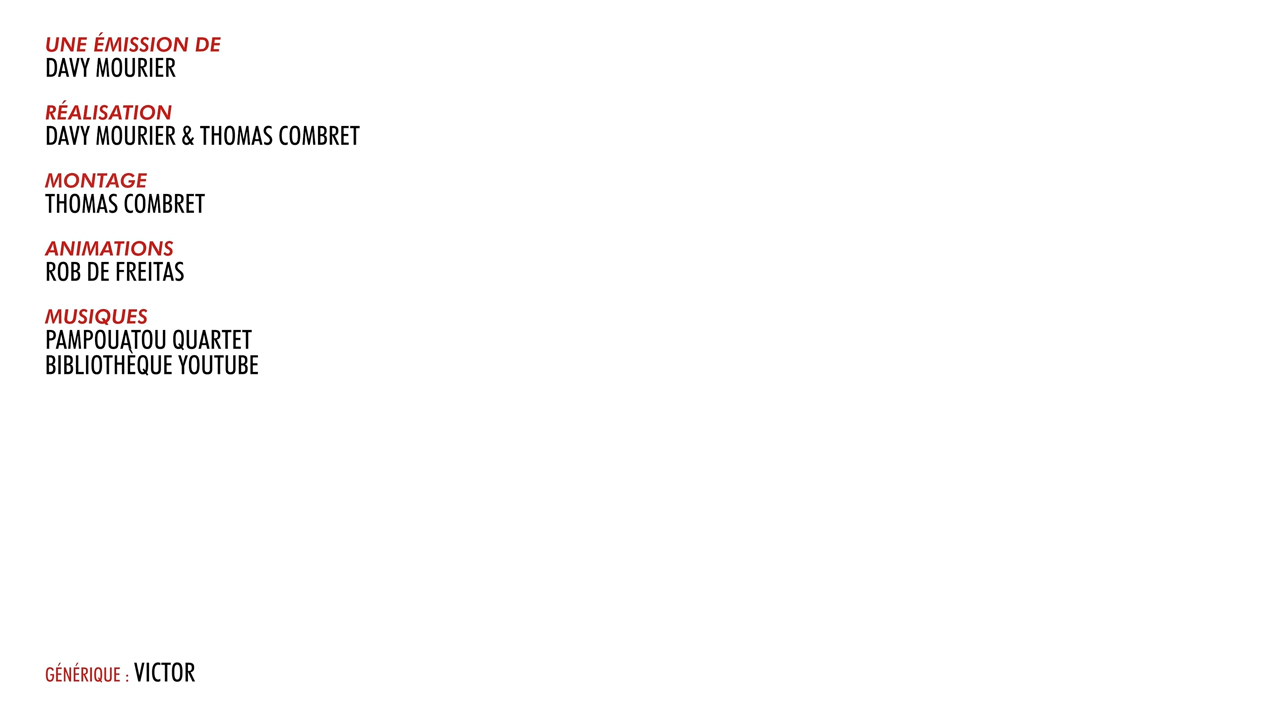 UNE ÉMISSION DE
DAVY MOURIER
RÉALISATION
DAVY MOURIER & THOMAS COMBRET
MONTAGE
THOMAS COMBRET
ANIMATIONS
ROB DE FREITAS
MUSIQUES
PAMPOUATOU QUARTET
BIBLIOTHÈQUE YOUTUBE
GÉNÉRIQUE : VICTOR